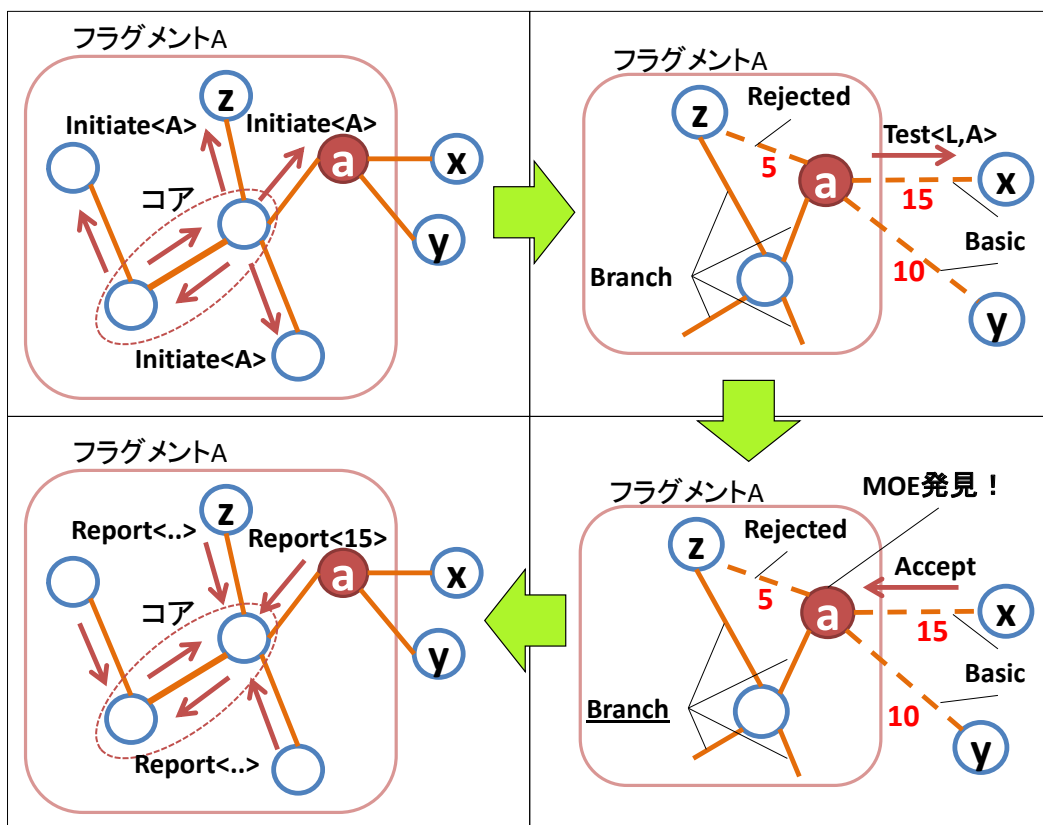 フラグメントA
z
Initiate<A>
Initiate<A>
a
x
コア
y
Initiate<A>
フラグメントA
z
Rejected
Test<L,A>
5
a
x
15
Basic
Branch
10
y
フラグメントA
Report<..>
z
Report<15>
a
x
コア
y
Report<..>
フラグメントA
MOE発見！
z
Rejected
Accept
5
a
x
15
Basic
Branch
10
y